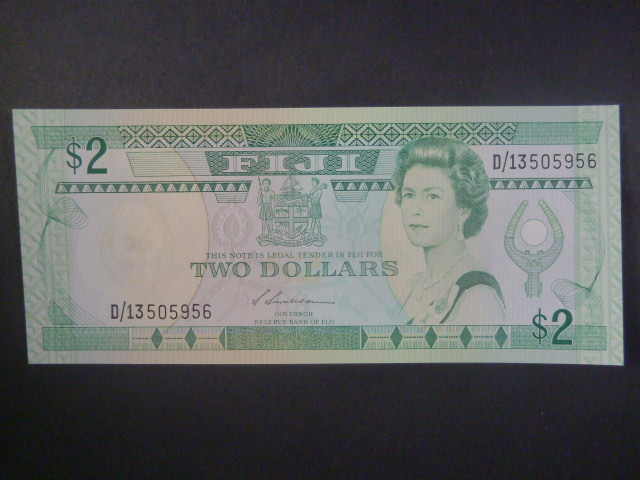 $2
FIJI
D/13505956
THIS NOTE IS LEGAL TENDER IN FIJI FOR
TWO DOLLARS
D/13505956
GOVERNOR
RESERVE BANK OF FIJI
$2